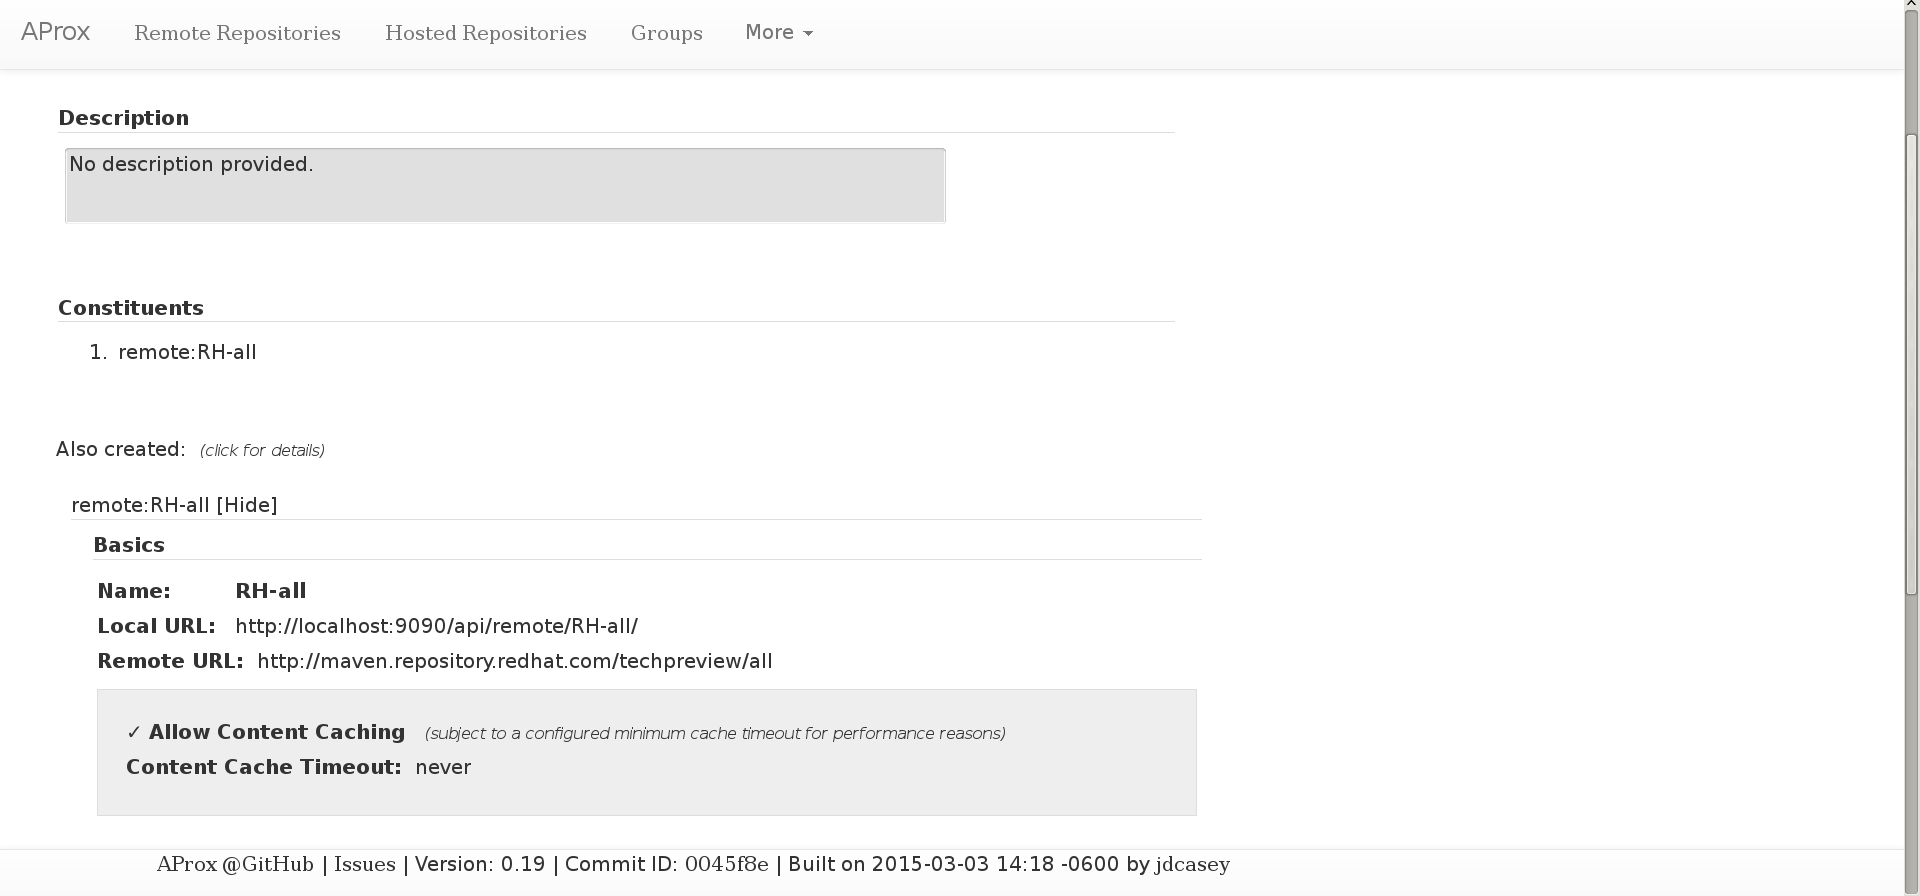 AProx Remote Repositories Hosted Repositories Groups More
Description
No description provided.
Constituents
1. remote:RH-all
Also created: (click for details)
remote:RH-all [Hide]
Basics
Name: RH-all
Local URL: http://localhost:9090/api/remote/RH-all/
Remote URL: http://maven.repository.redhat.com/techpreview/all
✓ Allow Content Caching (subject to a configured minimum cache timeout for performance reasons)
Content Cache Timeout: never
AProx @GitHub | Issues | Version: 0.19 | Commit ID: 0045f8e | Built on 2015-03-03 14:18 -0600 by jdcasey